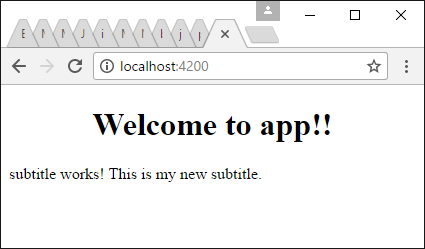 localhost:4200
Welcome to app!!
subtitle works! This is my new subtitle.